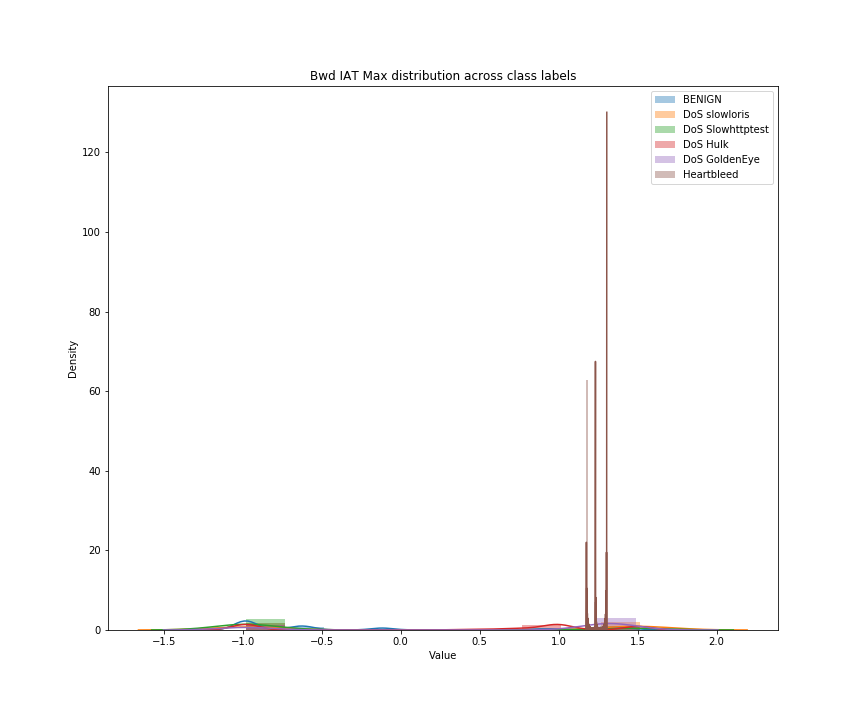 Bwd IAT Max distribution across class labels
BENIGN
DoS slowloris
DoS Slowhttptest
DoS Hulk
DoS GoldenEye
Heartbleed
120
100
80
60
40
20
0
Density
−1.5 −1.0 −0.5 0.0 0.5 1.0 1.5 2.0
Value